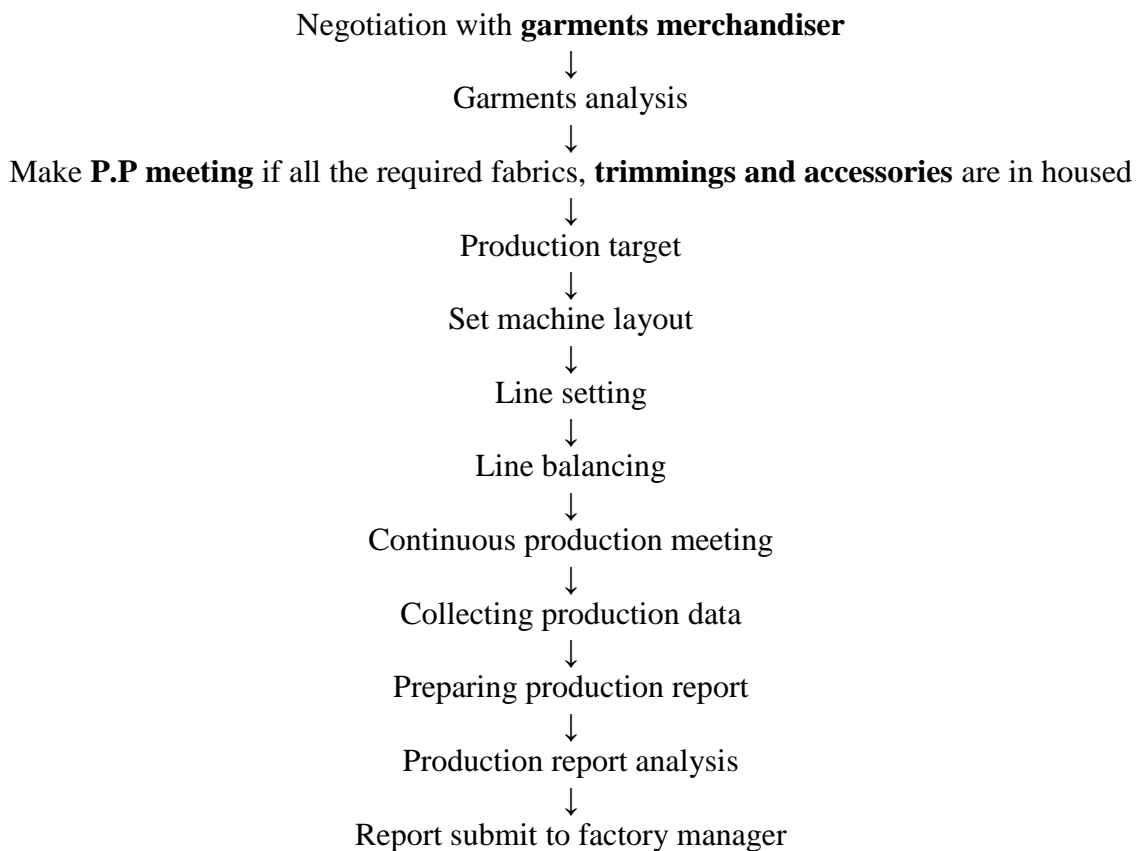 Negotiation with garments merchandiser
↓
Garments analysis
↓
Make P.P meeting if all the required fabrics, trimmings and accessories are in housed
↓
Production target
↓
Set machine layout
↓
Line setting
↓
Line balancing
↓
Continuous production meeting
↓
Collecting production data
↓
Preparing production report
↓
Production report analysis
↓
Report submit to factory manager